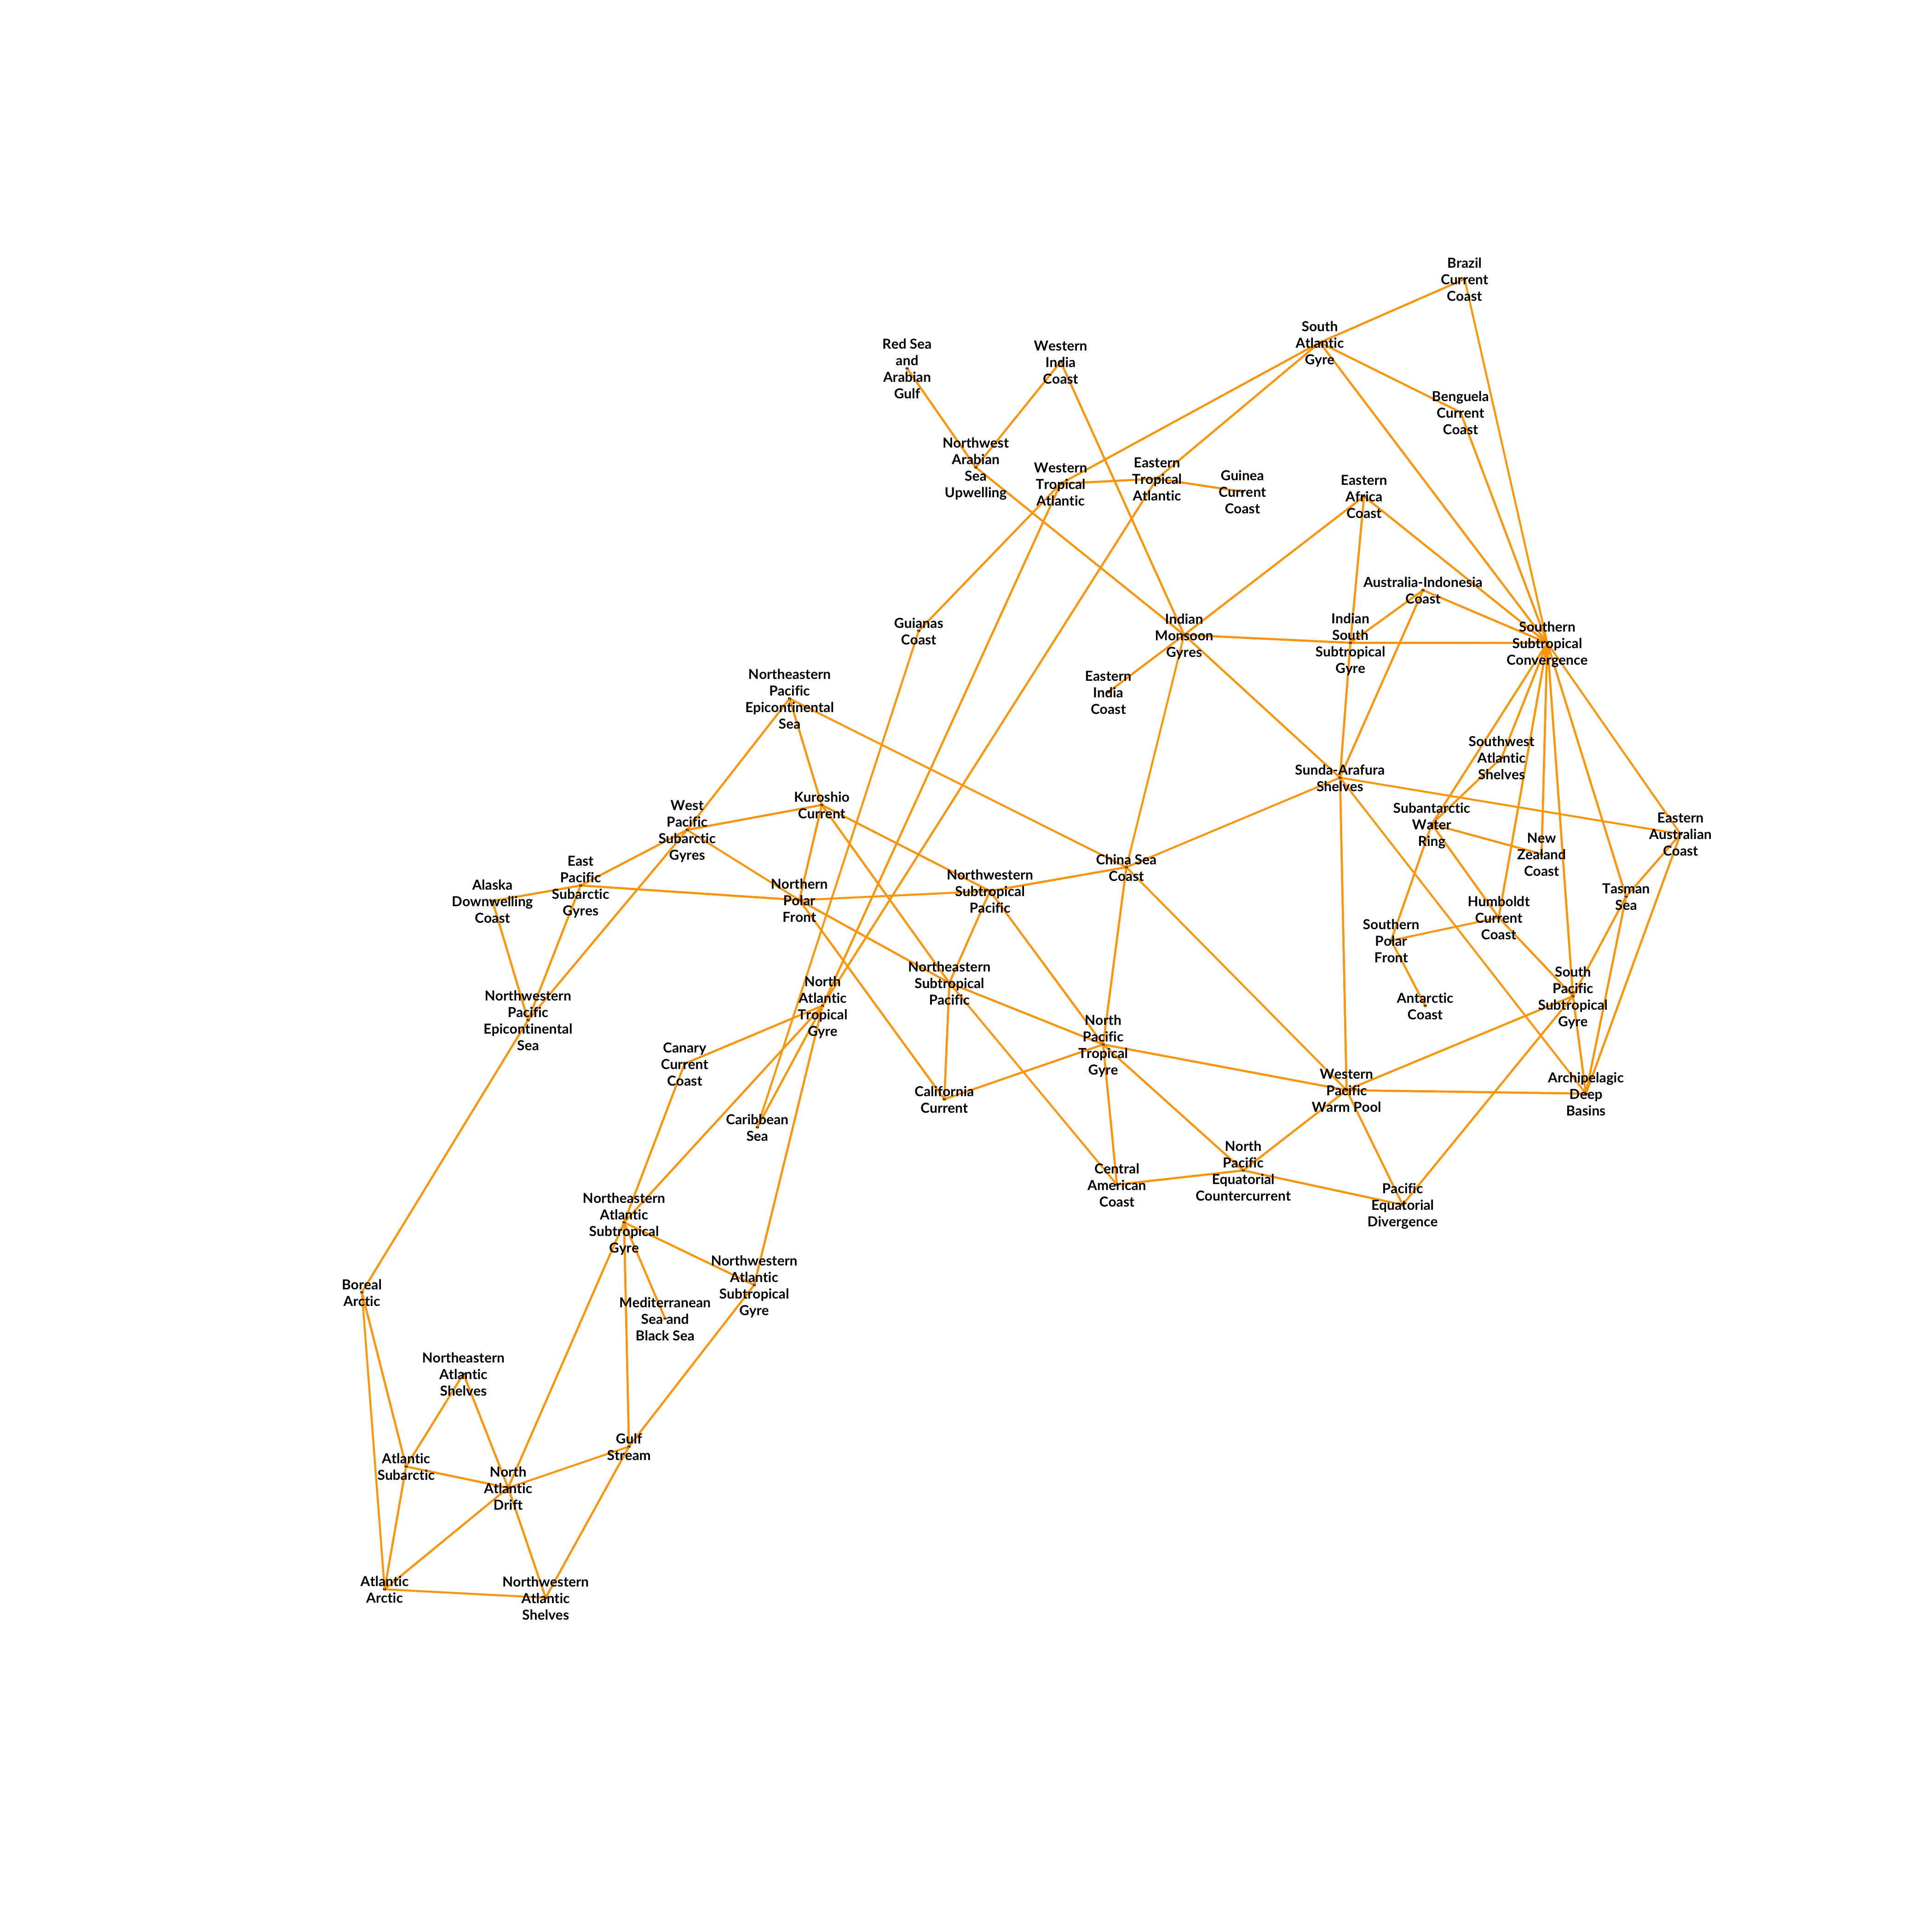 Brazil
Current
Coast
South
Atlantic
Gyre
Red Sea
and
Arabian
Gulf
Western
India
Coast
Benguela
Current
Coast
Northwest
Arabian
Sea
Upwelling
Western
Tropical
Atlantic
Eastern
Tropical
Atlantic
Guinea
Current
Coast
Eastern
Africa
Coast
Australia-Indonesia
Coast
Guianas
Coast
Indian
Monsoon
Gyres
Indian
South
Subtropical
Gyre
Southern
Subtropical
Convergence
Eastern
India
Coast
Northeastern
Pacific
Epicontinental
Sea
Southwest
Atlantic
Shelves
Sunda-Arafura
Shelves
Kuroshio
Current
West
Pacific
Subarctic
Gyres
Subantarctic
Water
Ring
Eastern
Australian
Coast
New
Zealand
Coast
China Sea
Coast
East
Pacific
Subarctic
Gyres
Alaska
Downwelling
Coast
Northern
Polar
Front
Northwestern
Subtropical
Pacific
Tasman
Sea
Humboldt
Current
Coast
Southern
Polar
Front
Northeastern
Subtropical
Pacific
South
Pacific
Subtropical
Gyre
North
Atlantic
Tropical
Gyre
Antarctic
Coast
Northwestern
Pacific
Epicontinental
Sea
North
Pacific
Tropical
Gyre
Canary
Current
Coast
Western
Pacific
Warm Pool
Archipelagic
Deep
Basins
California
Current
Caribbean
Sea
North
Pacific
Equatorial
Countercurrent
Central
American
Coast
Pacific
Equatorial
Divergence
Northeastern
Atlantic
Subtropical
Gyre
Northwestern
Atlantic
Subtropical
Gyre
Boreal
Arctic
Mediterranean
Sea and
Black Sea
Northeastern
Atlantic
Shelves
Gulf
Stream
Atlantic
Subarctic
North
Atlantic
Drift
Atlantic
Arctic
Northwestern
Atlantic
Shelves